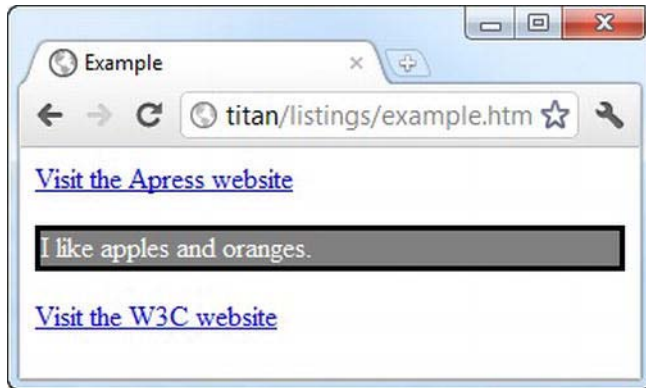 Example
titan/listings/example.htm
Visit the Apress website
I like apples and oranges.
Visit the W3C website